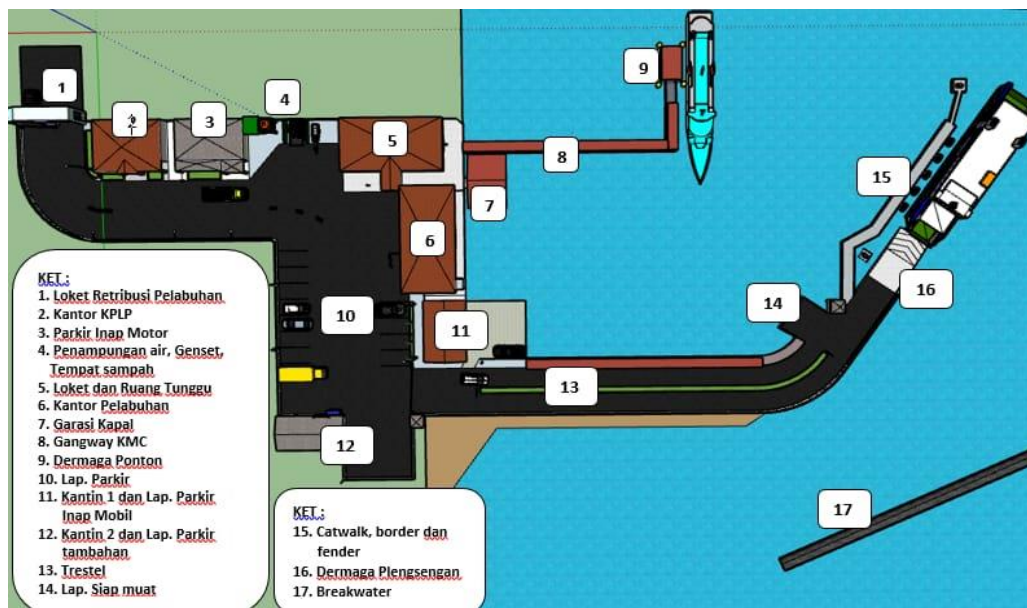 1
2
3
4
5
6
7
8
9
10
11
12
13
14
15
16
17
KET :
1. Loket Retribusi Pelabuhan
2. Kantor KPLP
3. Parkir Inap Motor
4. Penampungan air, Genset,
Tempat sampah
5. Loket dan Ruang Tunggu
6. Kantor Pelabuhan
7. Garasi Kapal
8. Gangway KMC
9. Dermaga Ponton
10. Lap. Parkir
11. Kantin 1 dan Lap. Parkir
Inap Mobil
12. Kantin 2 dan Lap. Parkir
tambahan
13. Trestel
14. Lap. Siap muat
KET :
15. Catwalk, border dan
fender
16. Dermaga Plengsengan
17. Breakwater